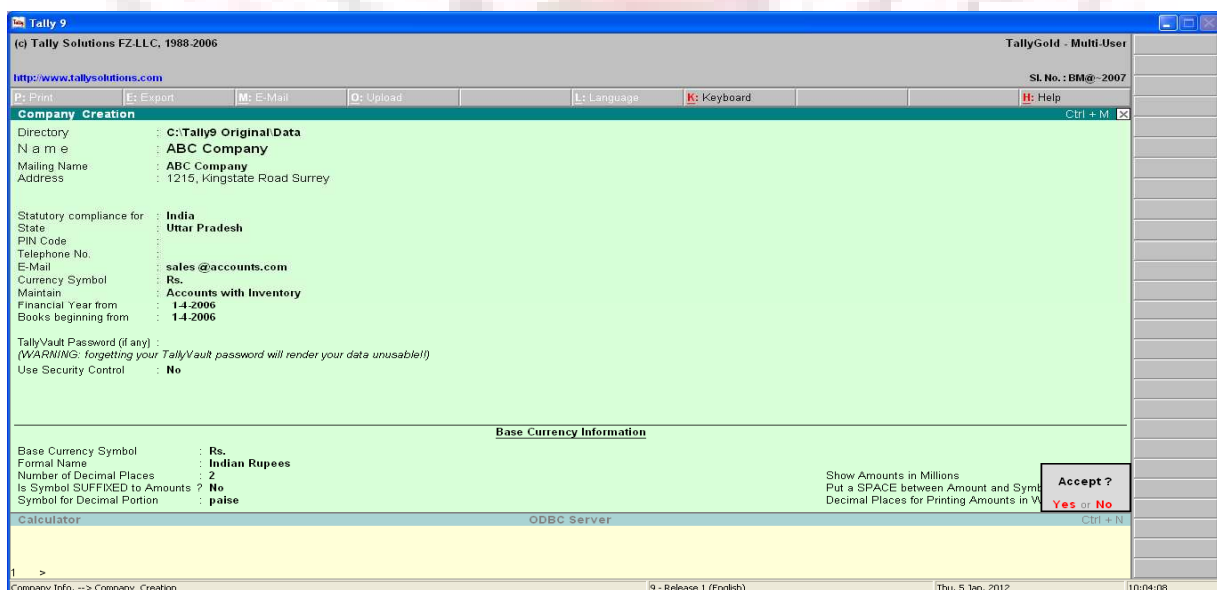 Tally 9
(c) Tally Solutions FZ-LLC, 1988-2006 TallyGold - Multi-User
http://www.tallysolutions.com Sl. No. : BM@~2007
P: Print E: Export M: E-Mail O: Upload L: Language K: Keyboard H: Help
Company Creation Ctrl + M
Directory : C:\Tally9 Original\Data
Name : ABC Company
Mailing Name : ABC Company
Address : 1215, Kingstate Road Surrey
Statutory compliance for : India
State : Uttar Pradesh
PIN Code :
Telephone No. :
E-Mail : sales @accounts.com
Currency Symbol : Rs.
Maintain : Accounts with Inventory
Financial Year from : 1-4-2006
Books beginning from : 1-4-2006
TallyVault Password (if any) :
(WARNING: forgetting your TallyVault password will render your data unusable!!)
Use Security Control : No
Base Currency Information
Base Currency Symbol : Rs.
Formal Name : Indian Rupees
Number of Decimal Places : 2 Show Amounts in Millions
Is Symbol SUFFIXED to Amounts ? No Put a SPACE between Amount and Symb
Symbol for Decimal Portion : paise Decimal Places for Printing Amounts in W
Accept ?
Yes or No
Calculator ODBC Server Ctrl + N
1 >
Company Info. --> Company Creation 9 - Release 1 (English) Thu, 5 Jan, 2012 10:04:08